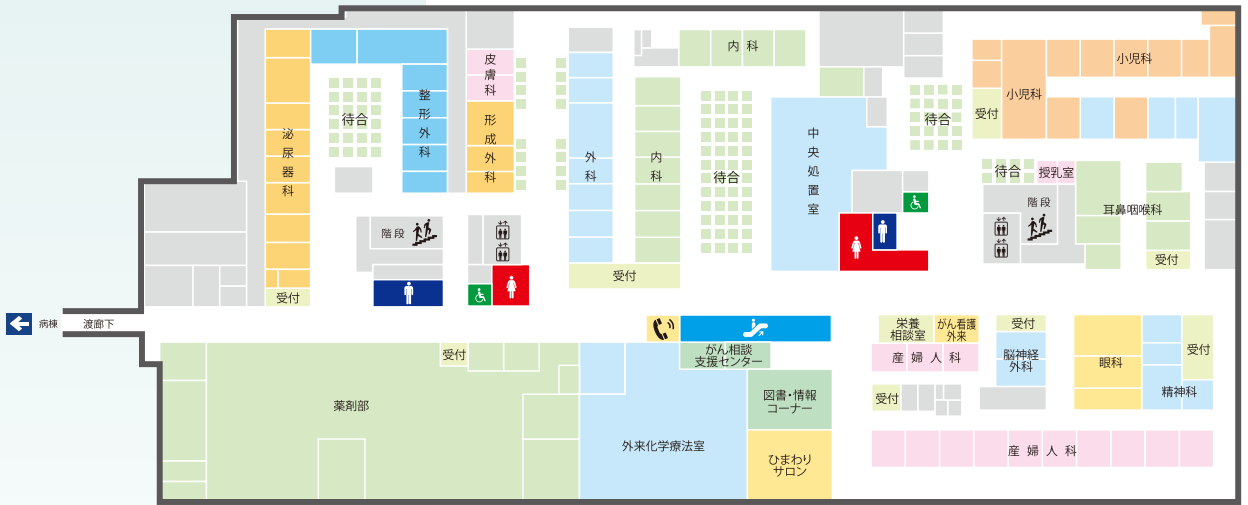 内科
小児科
皮膚科
小児科
整形外科
待合
形成外科
受付
待合
泌尿器科
外科
内科
待合
中央処置室
待合
授乳室
階段
耳鼻咽喉科
階段
受付
受付
受付
病棟
渡廊下
がん相談
支援センター
栄養
相談室
がん看護
外来
受付
受付
受付
産婦人科
脳神経
外科
眼科
精神科
薬剤部
図書・情報
コーナー
受付
外来化学療法室
ひまわり
サロン
産婦人科